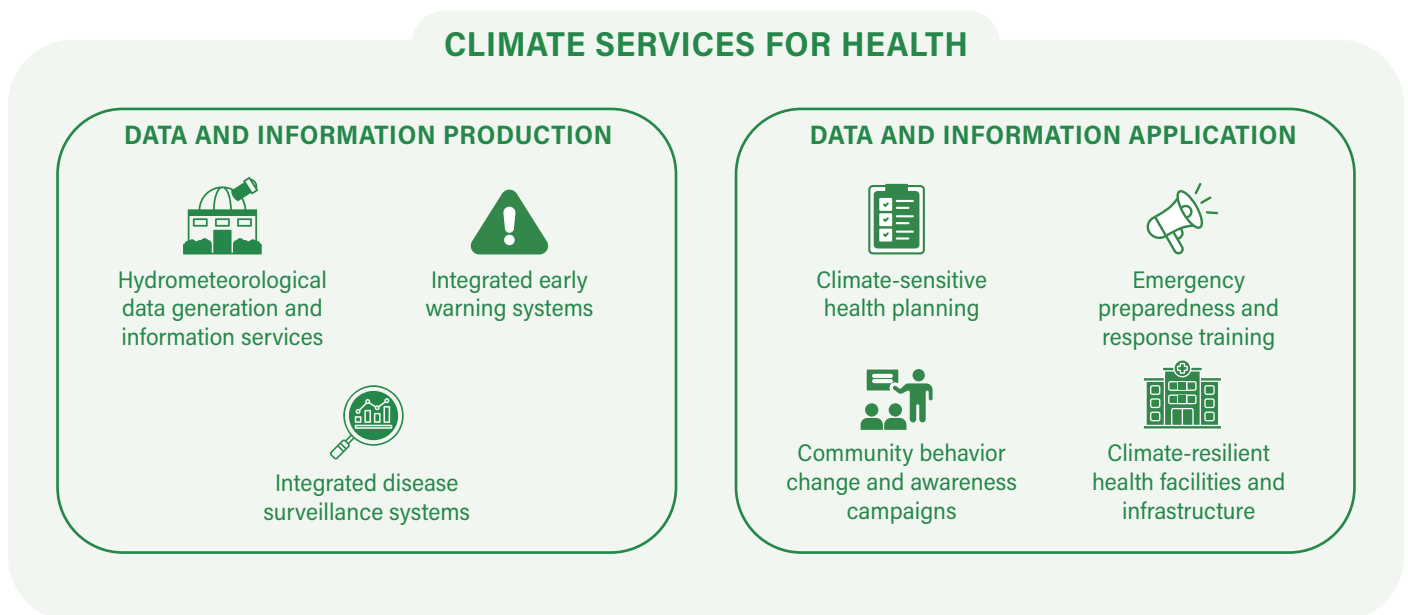 CLIMATE SERVICES FOR HEALTH
DATA AND INFORMATION PRODUCTION
Hydrometeorological
data generation and
information services
Integrated early
warning systems
Integrated disease
surveillance systems
DATA AND INFORMATION APPLICATION
Climate-sensitive
health planning
Emergency
preparedness and
response training
Community behavior
change and awareness
campaigns
Climate-resilient
health facilities and
infrastructure